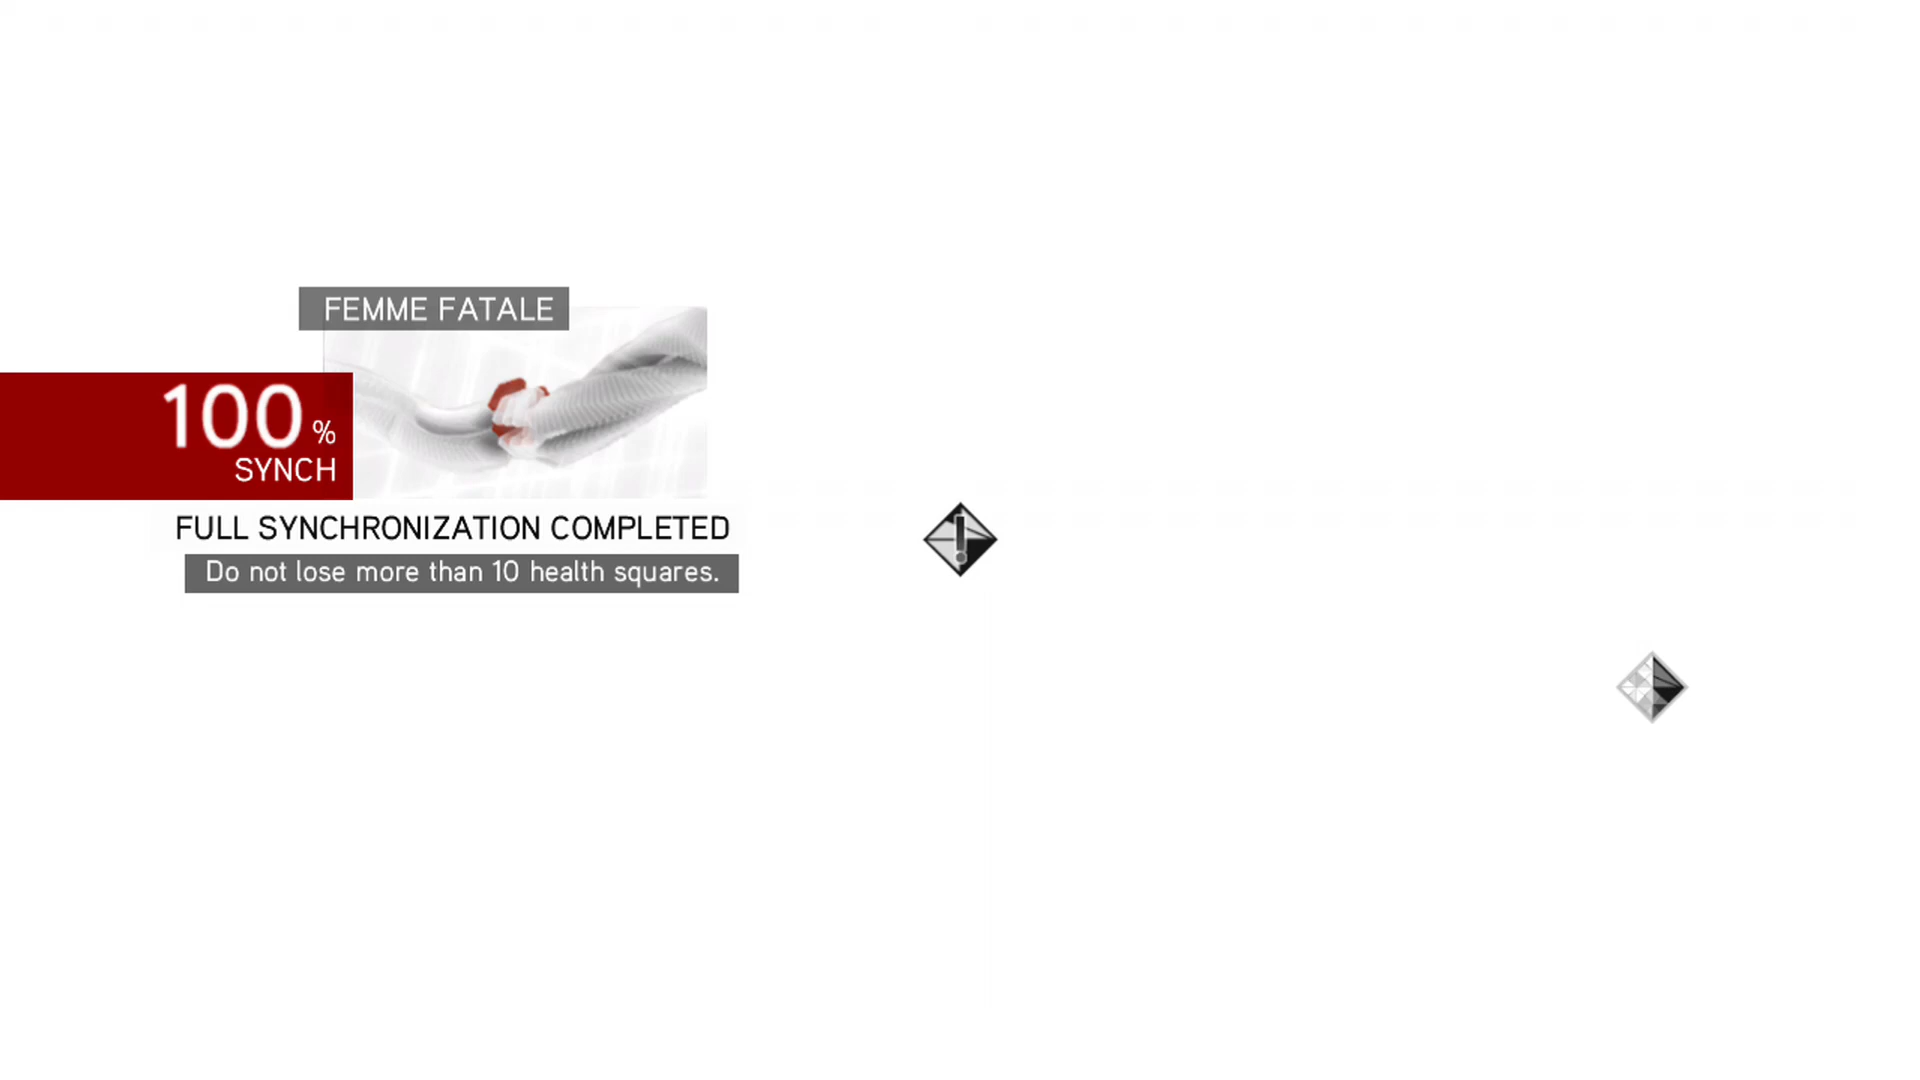 FEMME FATALE
100 %
SYNCH
FULL SYNCHRONIZATION COMPLETED
Do not lose more than 10 health squares.